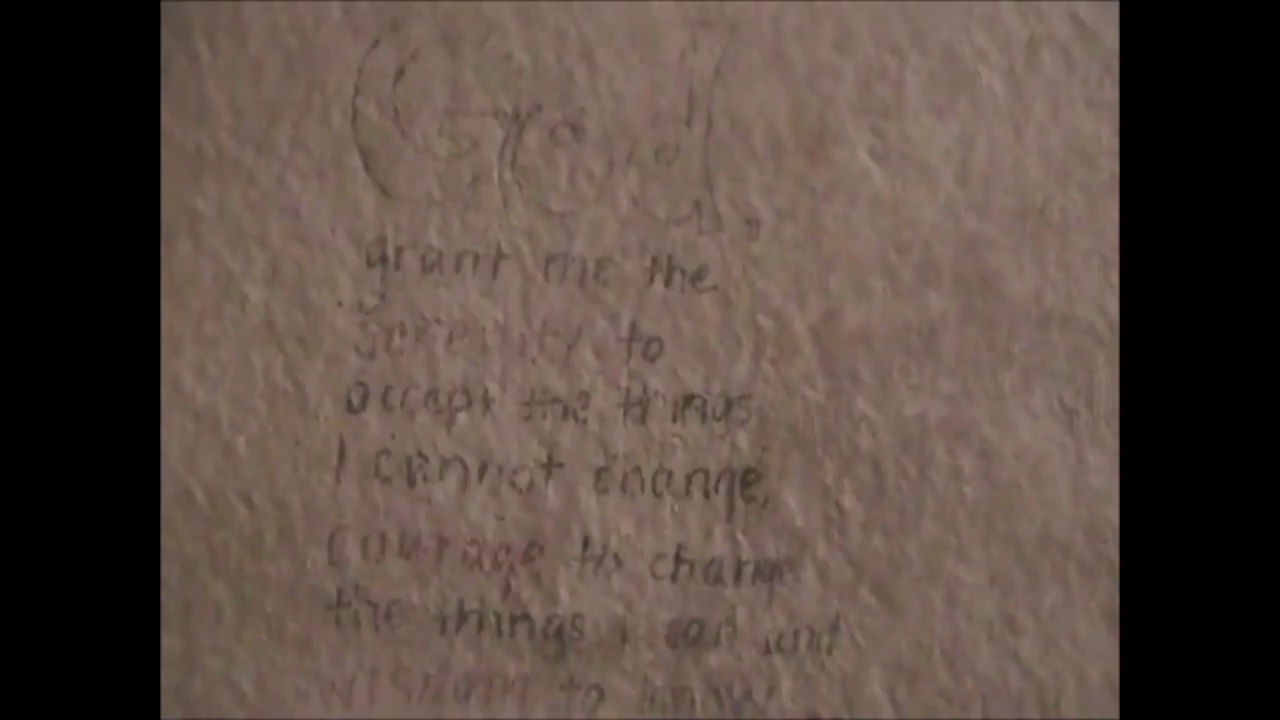 God,
grant me the
serenity to
accept the things
I cannot change,
courage to change
the things I can and
wisdom to know